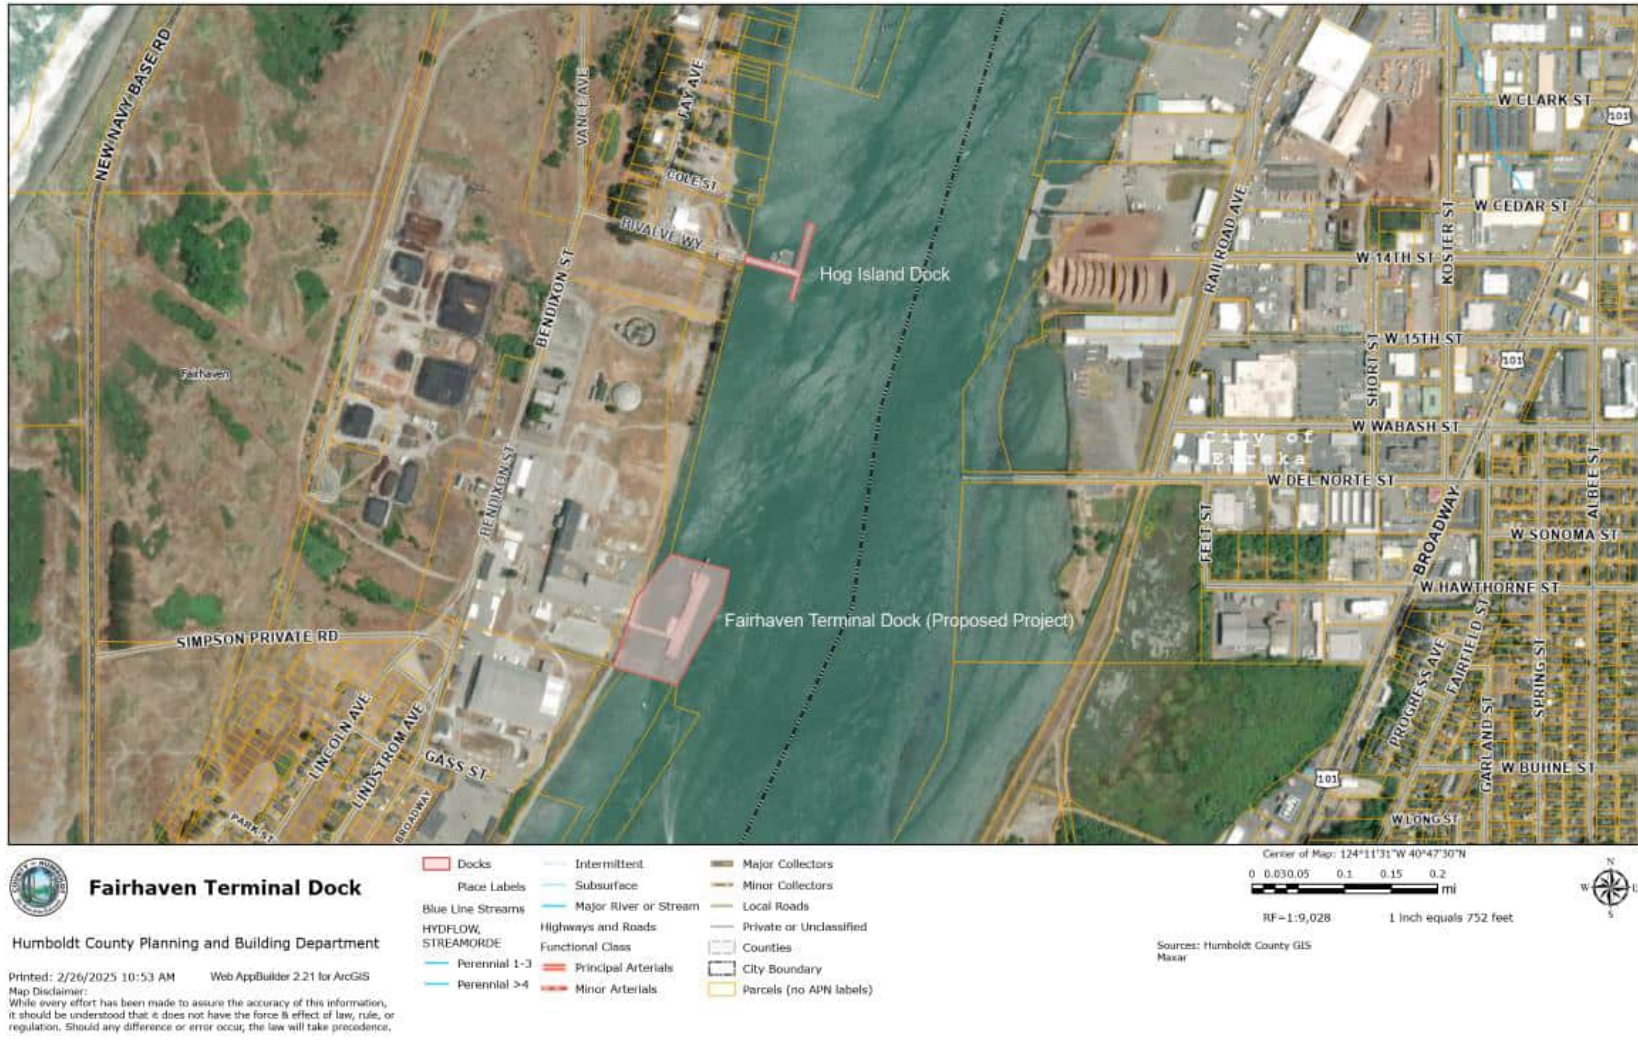 NEW NAVY BASE RD
VANCE AVE
FAY AVE
COLE ST
BIVALVE WY
BENDIXON ST
Hog Island Dock
RAILROAD AVE
W CLARK ST
101
W CEDAR ST
KOSTER ST
W 14TH ST
W 15TH ST
SHORT ST
101
Fairhaven
W WABASH ST
City of
Eureka
W DEL NORTE ST
ALBEE ST
BENDIXON ST
FELT ST
BROADWAY
W SONOMA ST
W HAWTHORNE ST
Fairhaven Terminal Dock (Proposed Project)
SIMPSON PRIVATE RD
PROGRESS AVE
FAIRFIELD ST
SPRING ST
GARLAND ST
LINCOLN AVE
LINDSTROM AVE
GASS ST
W BUHNE ST
101
PARK ST
BROADWAY
W LONG ST
COUNTY OF HUMBOLDT
Fairhaven Terminal Dock
Humboldt County Planning and Building Department
Printed: 2/26/2025 10:53 AM Web AppBuilder 2.21 for ArcGIS
Map Disclaimer:
While every effort has been made to assure the accuracy of this information,
it should be understood that it does not have the force & effect of law, rule, or
regulation. Should any difference or error occur, the law will take precedence.
Docks
Place Labels
Blue Line Streams
HYDFLOW,
STREAMORDE
Perennial 1-3
Perennial >4
Intermittent
Subsurface
Major River or Stream
Highways and Roads
Functional Class
Principal Arterials
Minor Arterials
Major Collectors
Minor Collectors
Local Roads
Private or Unclassified
Counties
City Boundary
Parcels (no APN labels)
Center of Map: 124°11'31"W 40°47'30"N
0 0.030.05 0.1 0.15 0.2
mi
RF=1:9,028 1 inch equals 752 feet
Sources: Humboldt County GIS
Maxar
N
W E
S